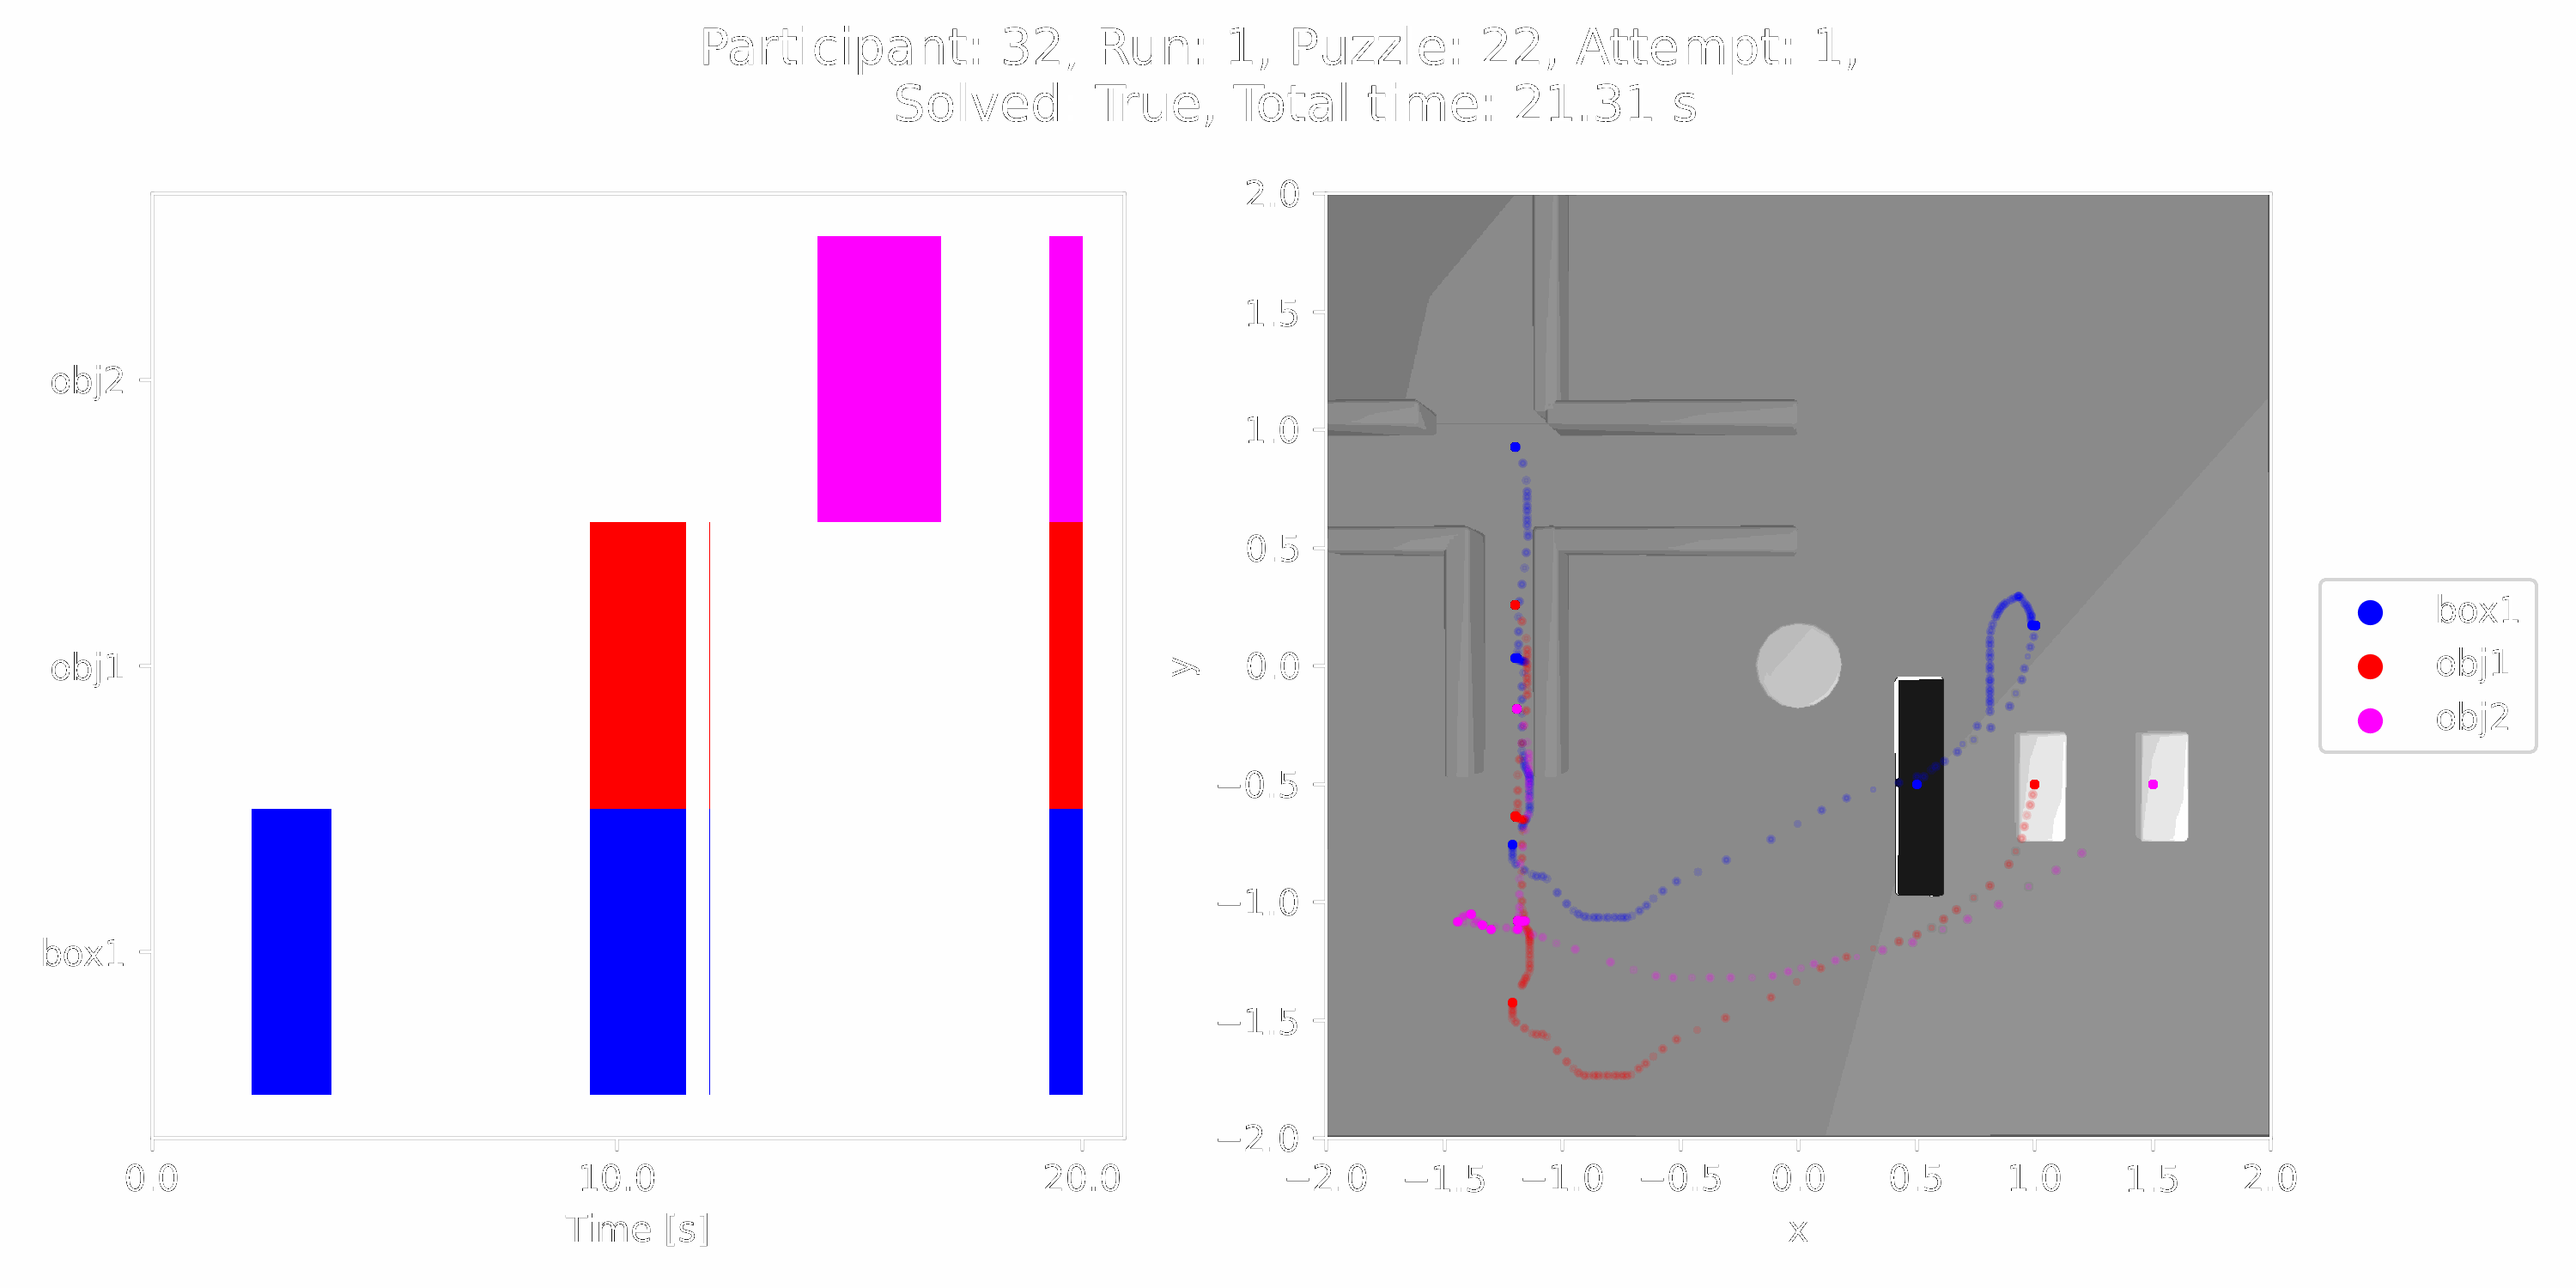 Participant: 32, Run: 1, Puzzle: 22, Attempt: 1,
Solved True, Total time: 21.31 s
obj2
obj1
box1
0.0 10.0 20.0
Time [s]
2.0
1.5
1.0
0.5
0.0
−0.5
−1.0
−1.5
−2.0
y
−2.0 −1.5 −1.0 −0.5 0.0 0.5 1.0 1.5 2.0
x
box1
obj1
obj2